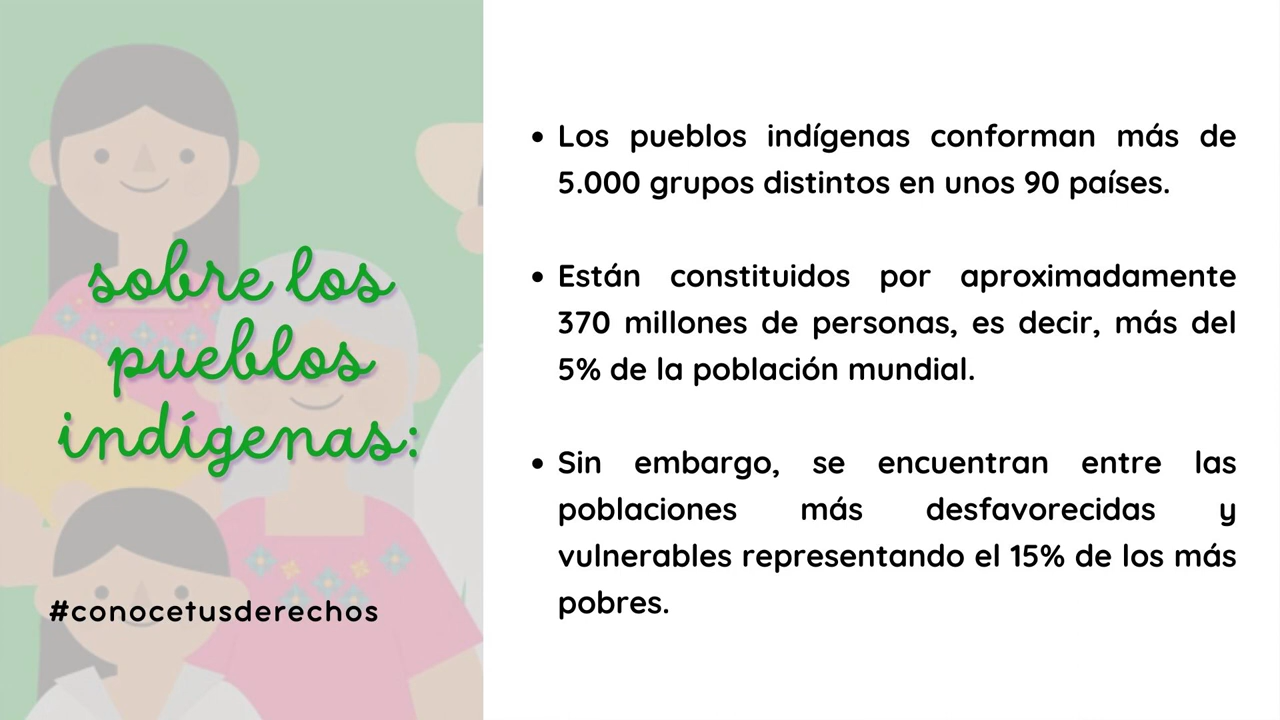 sobre los
pueblos
indígenas:
#conocetusderechos
• Los pueblos indígenas conforman más de
5.000 grupos distintos en unos 90 países.
• Están constituidos por aproximadamente
370 millones de personas, es decir, más del
5% de la población mundial.
• Sin embargo, se encuentran entre las
poblaciones más desfavorecidas y
vulnerables representando el 15% de los más
pobres.